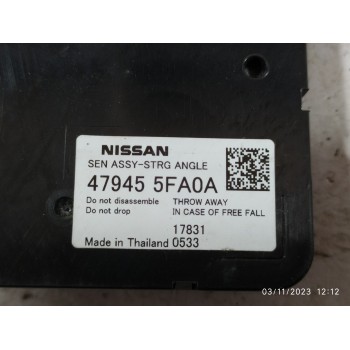 NISSAN
SEN ASSY-STRG ANGLE
47945 5FA0A
Do not disassemble THROW AWAY
Do not drop IN CASE OF FREE FALL
17831
Made in Thailand 0533
03/11/2023 12:12